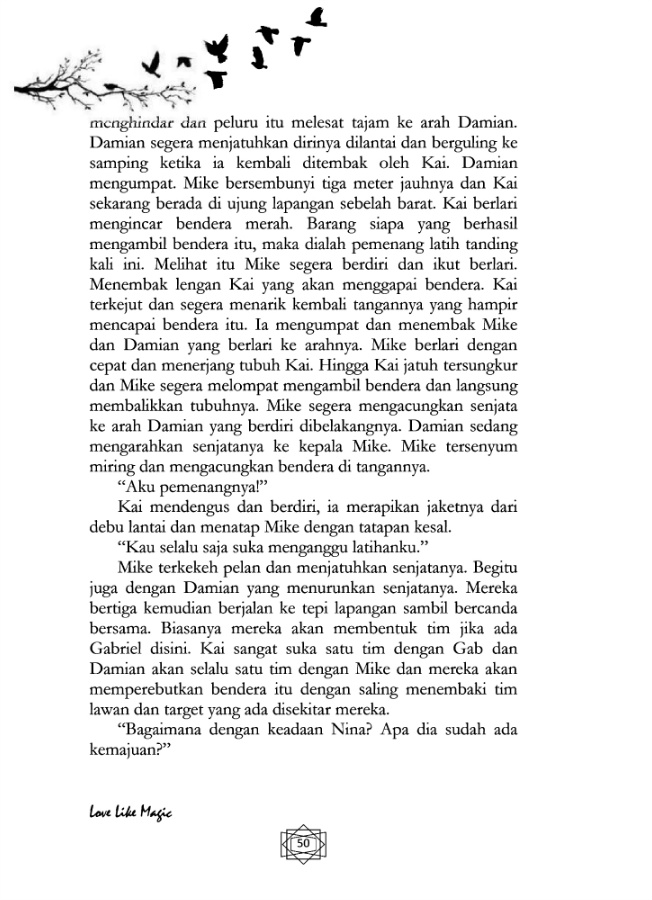 menghindar dan peluru itu melesat tajam ke arah Damian.
Damian segera menjatuhkan dirinya dilantai dan berguling ke
samping ketika ia kembali ditembak oleh Kai. Damian
mengumpat. Mike bersembunyi tiga meter jauhnya dan Kai
sekarang berada di ujung lapangan sebelah barat. Kai berlari
mengincar bendera merah. Barang siapa yang berhasil
mengambil bendera itu, maka dialah pemenang latih tanding
kali ini. Melihat itu Mike segera berdiri dan ikut berlari.
Menembak lengan Kai yang akan menggapai bendera. Kai
terkejut dan segera menarik kembali tangannya yang hampir
mencapai bendera itu. Ia mengumpat dan menembak Mike
dan Damian yang berlari ke arahnya. Mike berlari dengan
cepat dan menerjang tubuh Kai. Hingga Kai jatuh tersungkur
dan Mike segera melompat mengambil bendera dan langsung
membalikkan tubuhnya. Mike segera mengacungkan senjata
ke arah Damian yang berdiri dibelakangnya. Damian sedang
mengarahkan senjatanya ke kepala Mike. Mike tersenyum
miring dan mengacungkan bendera di tangannya.
“Aku pemenangnya!”
Kai mendengus dan berdiri, ia merapikan jaketnya dari
debu lantai dan menatap Mike dengan tatapan kesal.
“Kau selalu saja suka menganggu latihanku.”
Mike terkekeh pelan dan menjatuhkan senjatanya. Begitu
juga dengan Damian yang menurunkan senjatanya. Mereka
bertiga kemudian berjalan ke tepi lapangan sambil bercanda
bersama. Biasanya mereka akan membentuk tim jika ada
Gabriel disini. Kai sangat suka satu tim dengan Gab dan
Damian akan selalu satu tim dengan Mike dan mereka akan
memperebutkan bendera itu dengan saling menembaki tim
lawan dan target yang ada disekitar mereka.
“Bagaimana dengan keadaan Nina? Apa dia sudah ada
kemajuan?”
Love Like Magic
50